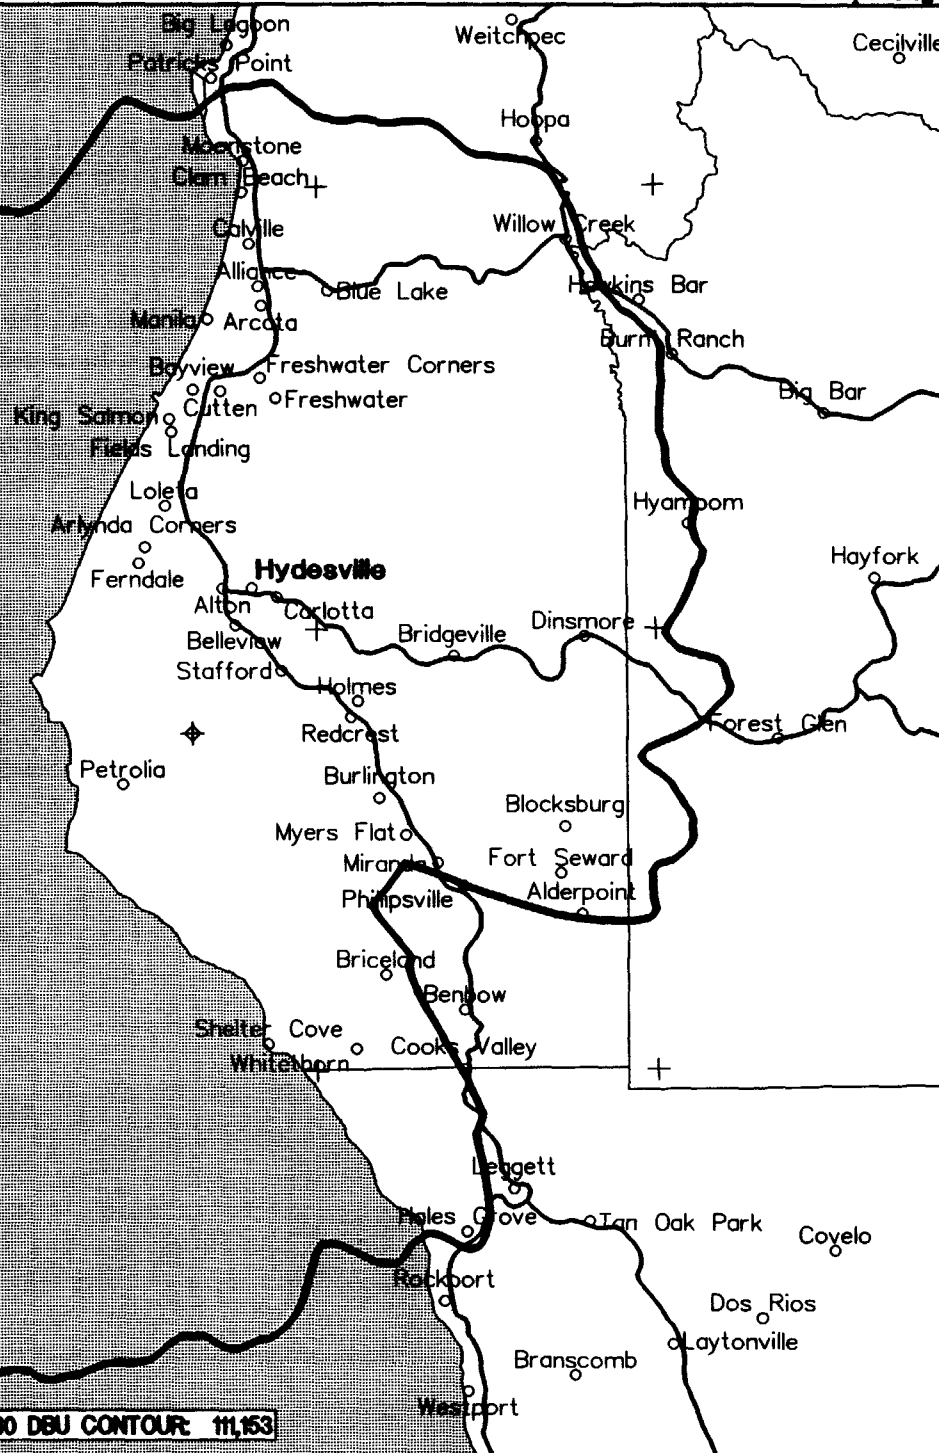 Big Lagoon
Weitchpec
Cecilville
Patricks Point
Hoopa
Moonstone
Clam Beach
Willow Creek
Calville
Alliance
Hawkins Bar
Blue Lake
Manila
Arcata
Burnt Ranch
Bayview
Freshwater Corners
Big Bar
Cutten
Freshwater
King Salmon
Fields Landing
Loleta
Hyampom
Arlynda Corners
Hayfork
Ferndale
Hydesville
Alton
Carlotta
Dinsmore
Belleview
Bridgeville
Stafford
Holmes
Forest Glen
Redcrest
Petrolia
Burlington
Blocksburg
Myers Flat
Miranda
Fort Seward
Alderpoint
Phillipsville
Briceland
Benbow
Shelter Cove
Cooks Valley
Whitethorn
Leggett
Hales Grove
Tan Oak Park
Covelo
Rockport
Dos Rios
Laytonville
Branscomb
Westport
DBU CONTOUR: 111,153